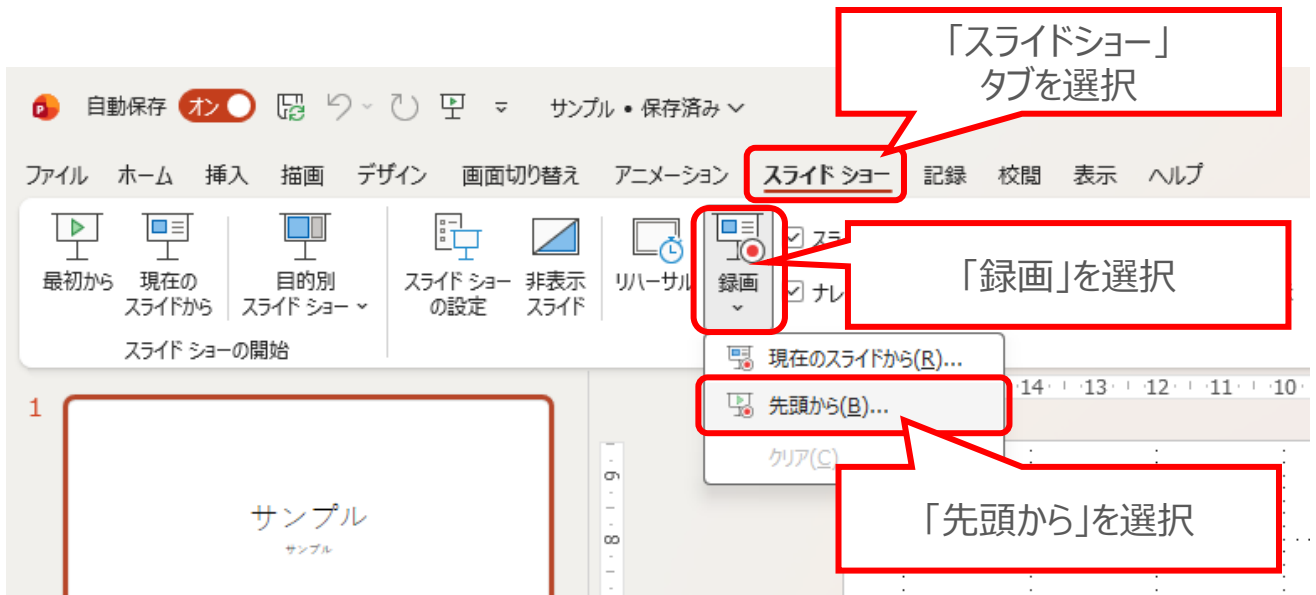 「スライドショー」
タブを選択
自動保存 オン サンプル • 保存済み
ファイル ホーム 挿入 描画 デザイン 画面切り替え アニメーション スライド ショー 記録 校閲 表示 ヘルプ
最初から 現在の 目的別 スライド ショー 非表示 リハーサル 録画
スライドから スライド ショー の設定 スライド
スライド ショーの開始
「録画」を選択
現在のスライドから(R)...
先頭から(B)...
クリア(C)
「先頭から」を選択
14 13 12 11 10
1
サンプル
サンプル
9
8